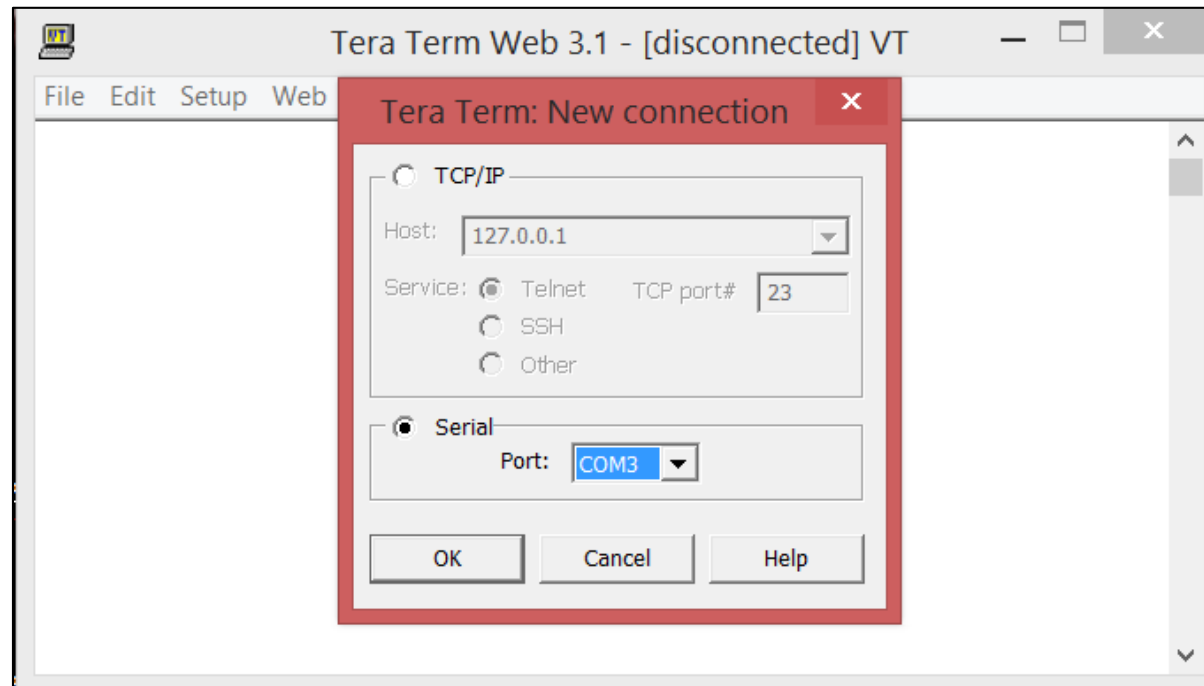 Tera Term Web 3.1 - [disconnected] VT
File Edit Setup Web
Tera Term: New connection
TCP/IP
Host: 127.0.0.1
Service: Telnet TCP port# 23
SSH
Other
Serial
Port: COM3
OK Cancel Help